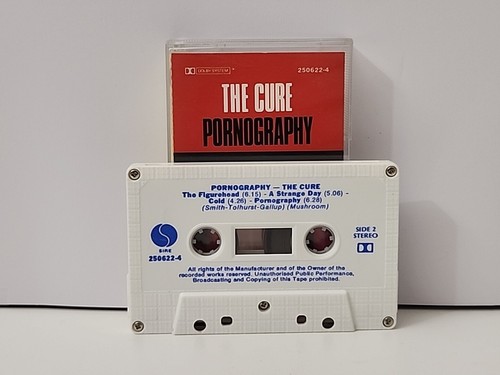 DOLBY SYSTEM
250622-4
THE CURE
PORNOGRAPHY
PORNOGRAPHY — THE CURE
The Figurehead (6.15) - A Strange Day (5.06) -
Cold (4.26) - Pornography (6.28)
(Smith-Tolhurst-Gallup) (Mushroom)
SIRE
250622-4
SIDE 2
STEREO
All rights of the Manufacturer and of the Owner of the
recorded works reserved. Unauthorised Public Performance,
Broadcasting and Copying of this Tape prohibited.